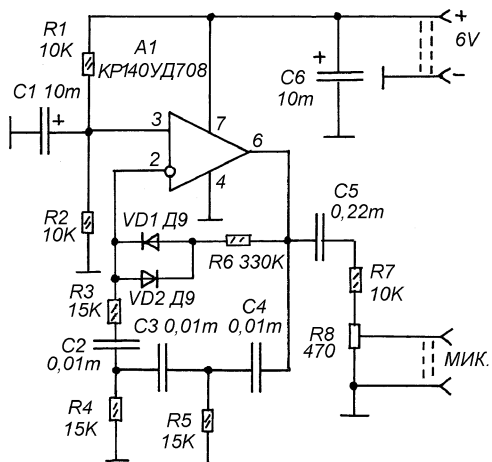 R1
10K
A1
КР140УД708
+
6V
–
C1 10m
+
3
7
6
2
4
+
C6
10m
R2
10K
VD1 Д9
VD2 Д9
R6 330K
C5
0,22m
R3
15K
C2
0,01m
C3 0,01m
C4
0,01m
R7
10K
R8
470
МИК.
R4
15K
R5
15K